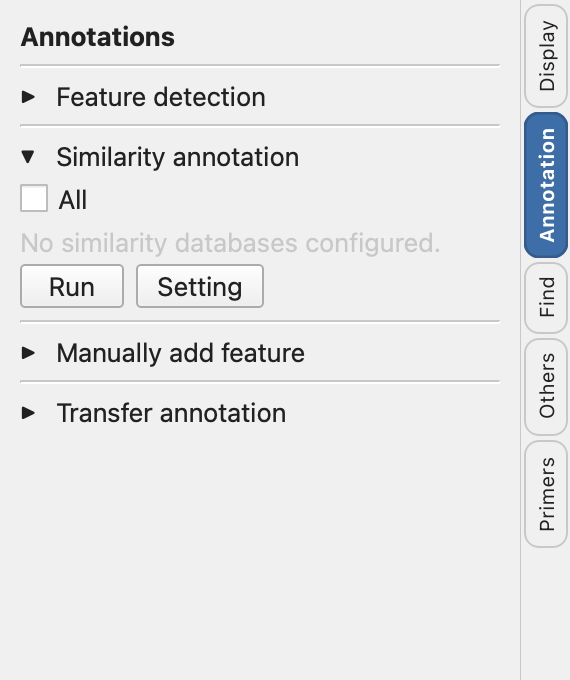 Annotations
Feature detection
Similarity annotation
All
No similarity databases configured.
Run Setting
Manually add feature
Transfer annotation
Display
Annotation
Find
Others
Primers